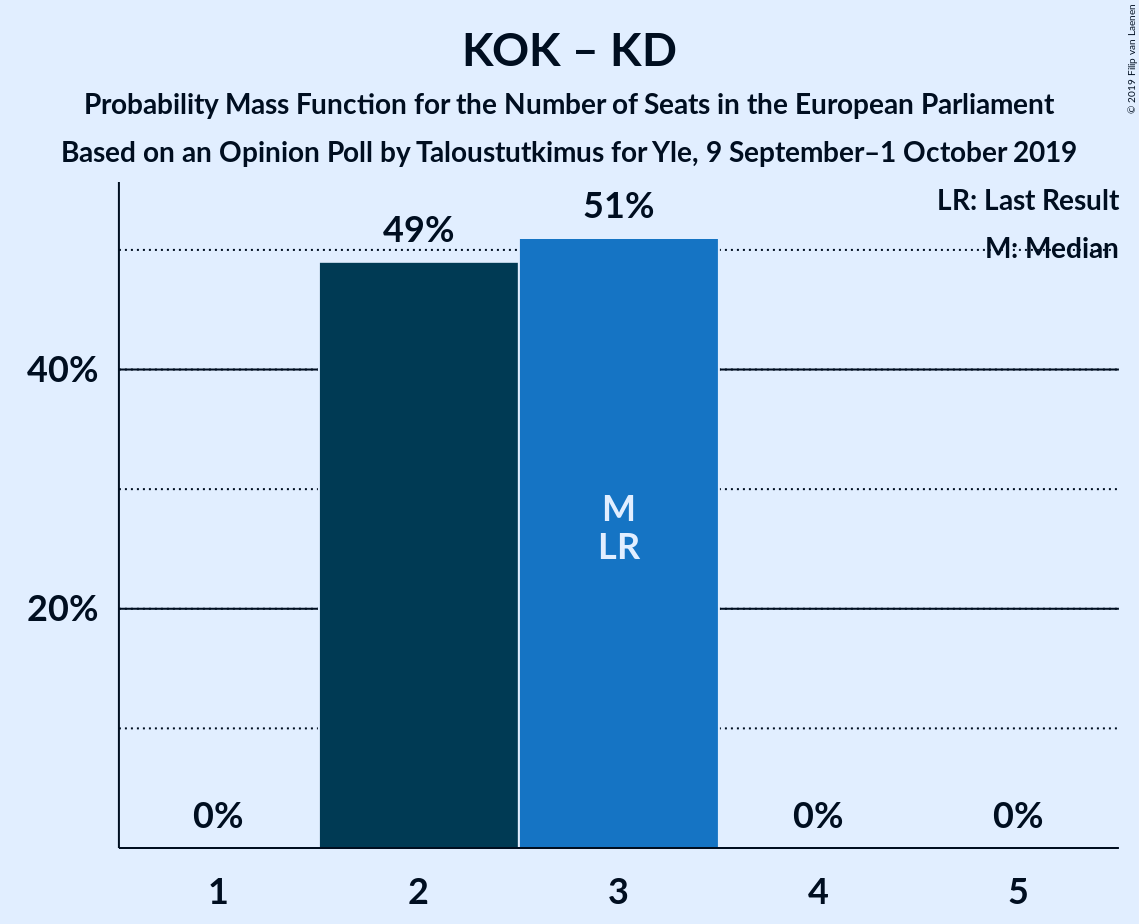 KOK – KD
Probability Mass Function for the Number of Seats in the European Parliament
Based on an Opinion Poll by Taloustutkimus for Yle, 9 September–1 October 2019
© 2019 Filip van Laenen
LR: Last Result
M: Median
51%
49%
40%
M
LR
20%
0%
0%
0%
1
2
3
4
5